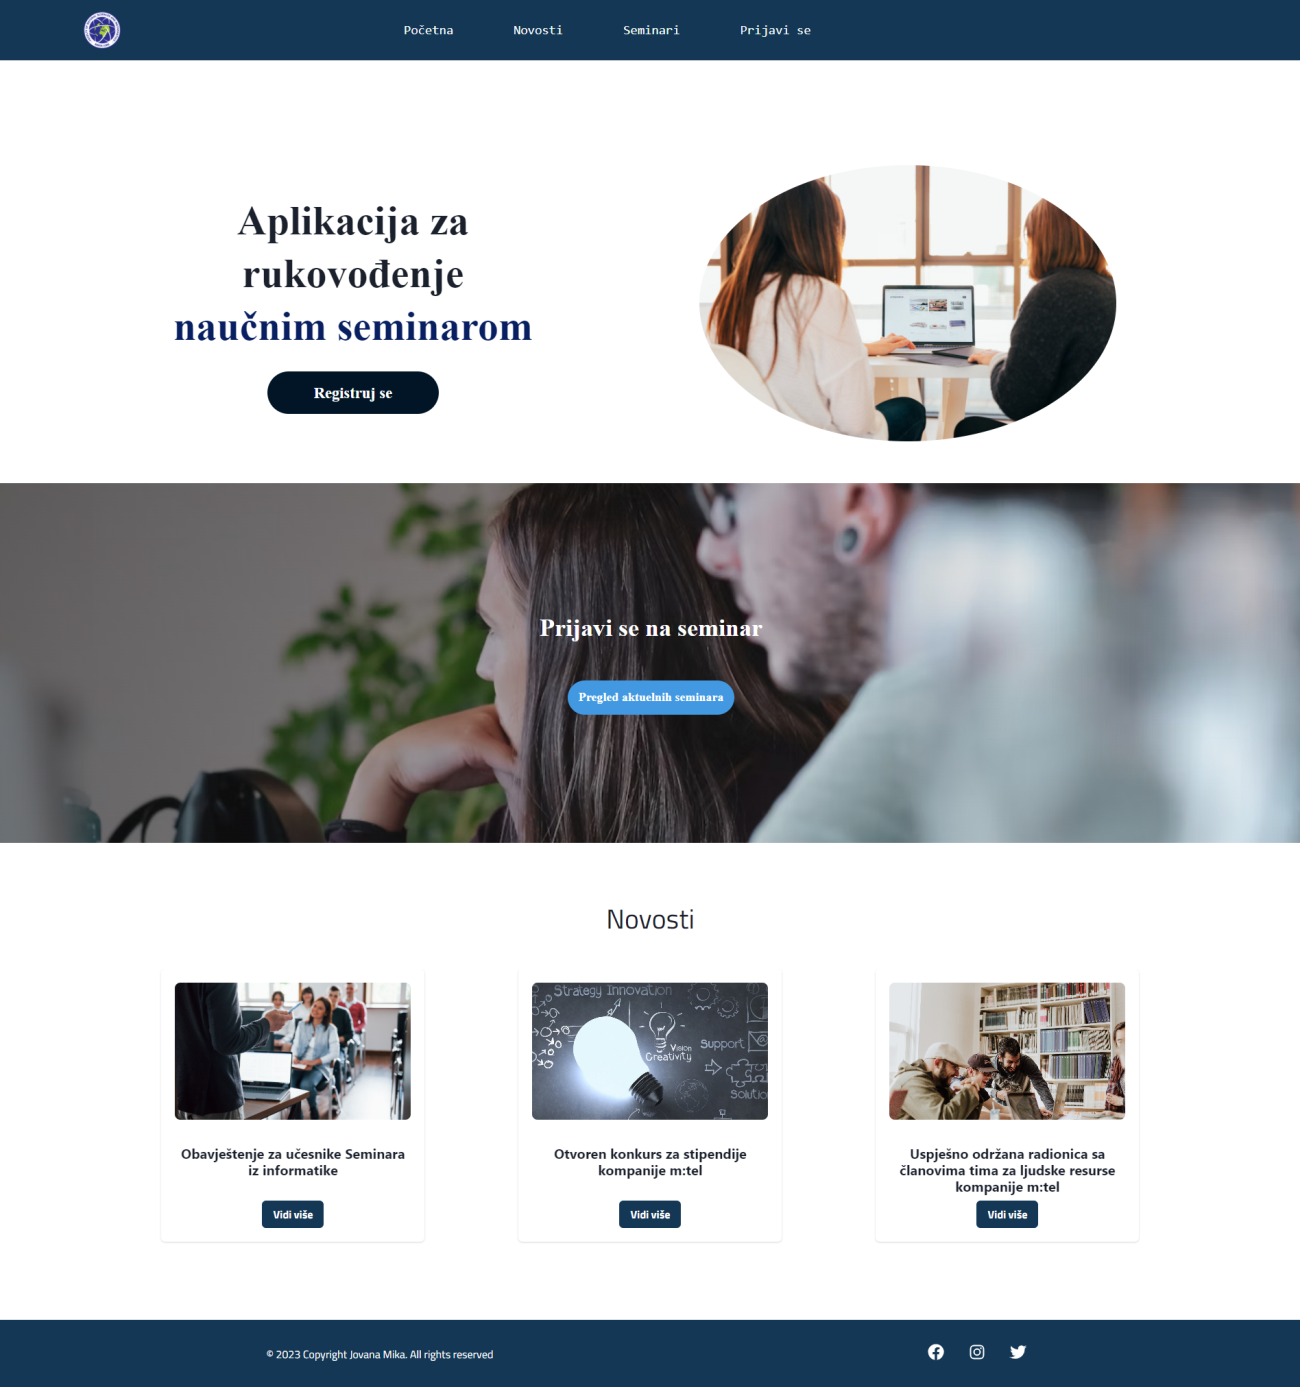 Početna Novosti Seminari Prijavi se
Aplikacija za
rukovođenje
naučnim seminarom
Registruj se
Prijavi se na seminar
Pregled aktuelnih seminara
Novosti
Strategy Innovation
Vision
Creativity
Support
Obavještenje za učesnike Seminara
iz informatike
Vidi više
Otvoren konkurs za stipendije
kompanije m:tel
Vidi više
Uspješno održana radionica sa
članovima tima za ljudske resurse
kompanije m:tel
Vidi više
© 2023 Copyright Jovana Mika. All rights reserved